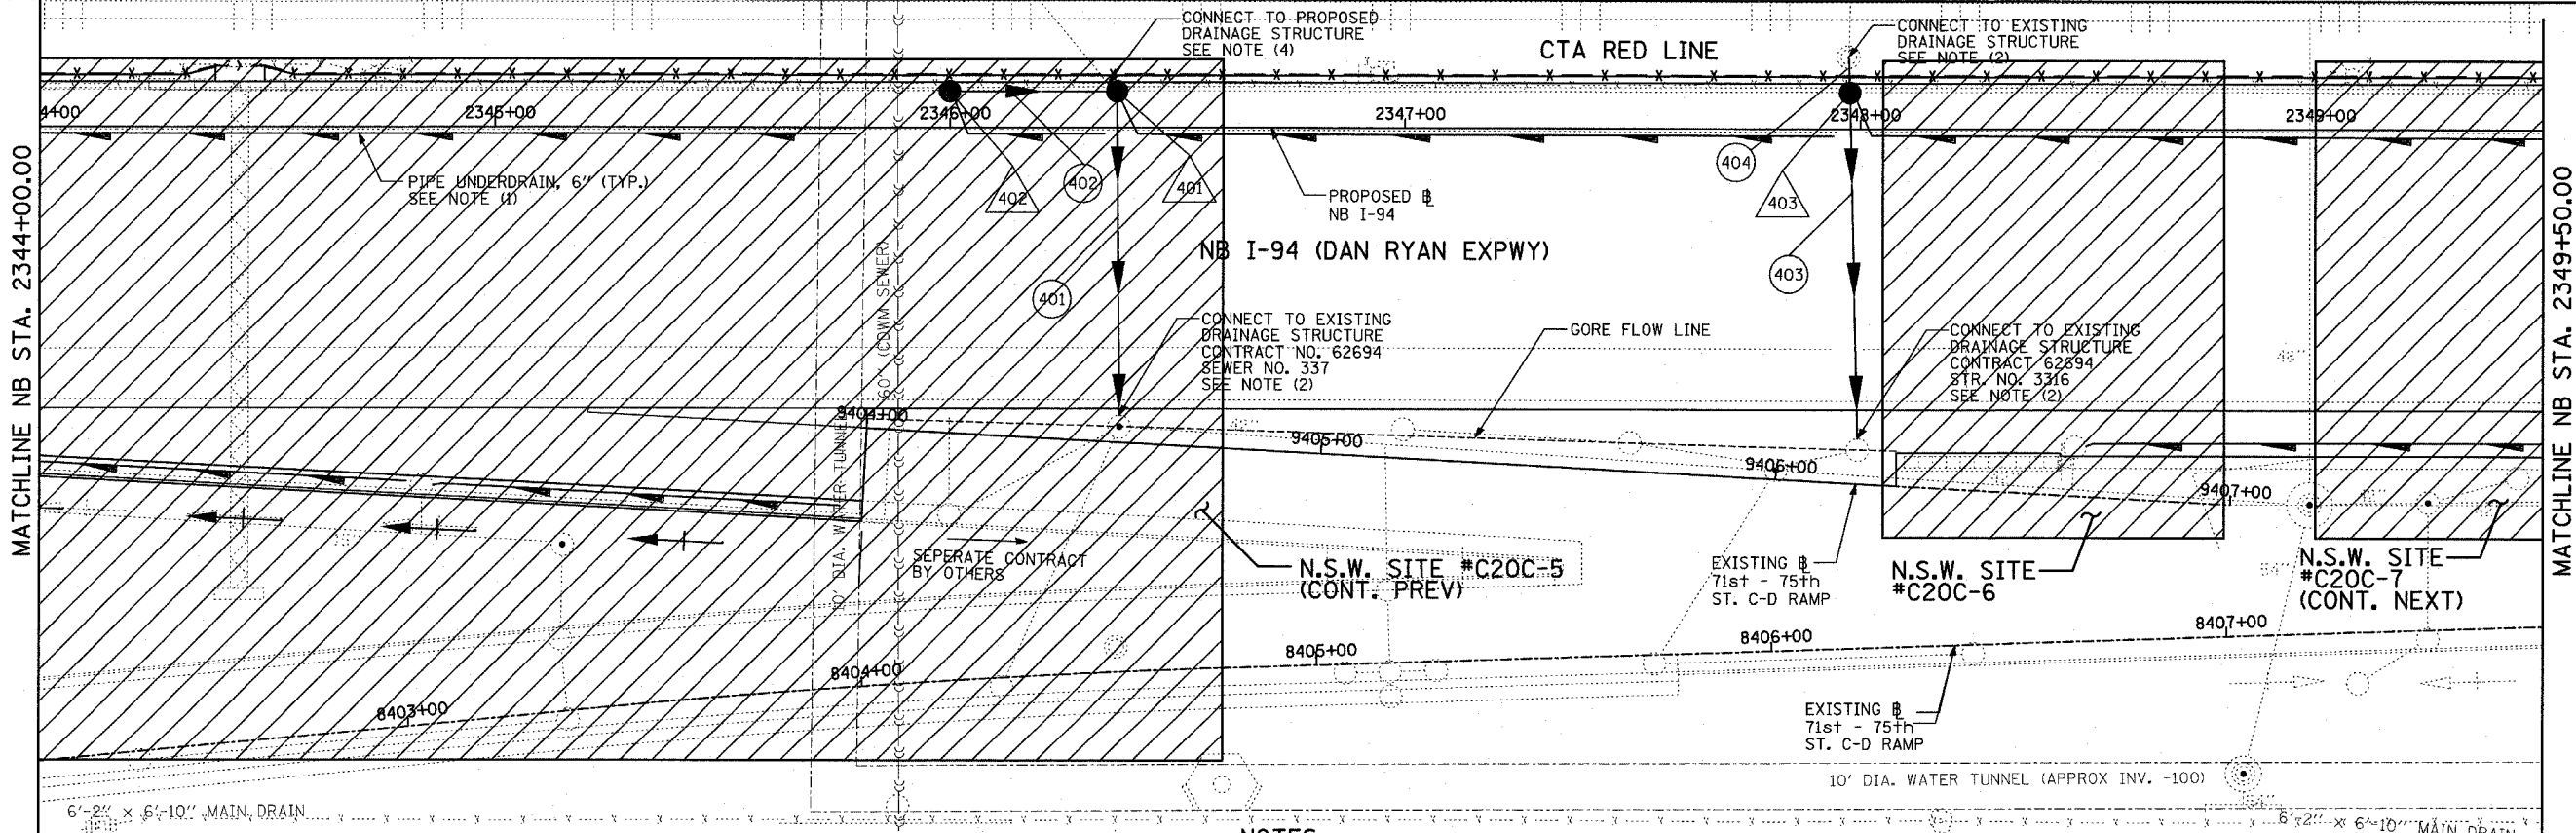 CONNECT TO PROPOSED
DRAINAGE STRUCTURE
SEE NOTE (4)
CTA RED LINE
CONNECT TO EXISTING
DRAINAGE STRUCTURE
SEE NOTE (2)
4+00
2345+00
2346+00
2347+00
2348+00
2349+00
MATCHLINE NB STA. 2344+00.00
PIPE UNDERDRAIN, 6" (TYP.)
SEE NOTE (1)
402
402
401
404
403
PROPOSED ℄
NB I-94
NB I-94 (DAN RYAN EXPWY)
401
403
60" (CDWM SEWER)
CONNECT TO EXISTING
DRAINAGE STRUCTURE
CONTRACT NO. 62694
SEWER NO. 337
SEE NOTE (2)
GORE FLOW LINE
CONNECT TO EXISTING
DRAINAGE STRUCTURE
CONTRACT 62694
STR. NO. 3316
SEE NOTE (2)
48"
MATCHLINE NB STA. 2349+50.00
9404+00
9405+00
9406+00
9407+00
10' DIA. WATER TUNNEL
SEPERATE CONTRACT
BY OTHERS
N.S.W. SITE #C20C-5
(CONT. PREV)
EXISTING ℄
71st - 75th
ST. C-D RAMP
N.S.W. SITE
#C20C-6
54"
N.S.W. SITE
#C20C-7
(CONT. NEXT)
8403+00
8404+00
8405+00
8406+00
8407+00
EXISTING ℄
71st - 75th
ST. C-D RAMP
10' DIA. WATER TUNNEL (APPROX INV. -100)
6'-2" x 6'-10" MAIN DRAIN
6'-2" x 6'-10" MAIN DRAIN
NOTES